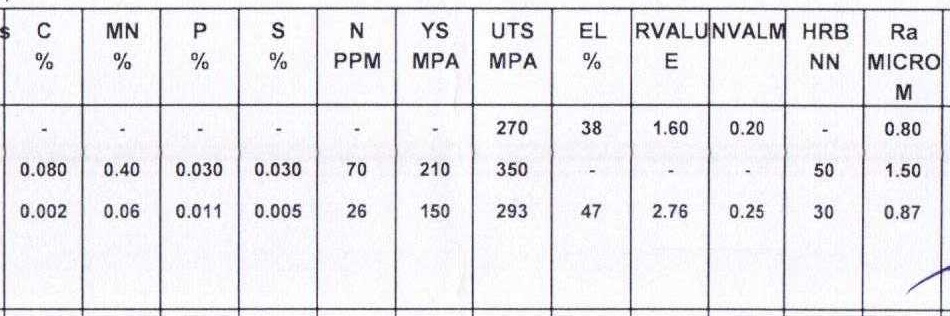 s C MN P S N YS UTS EL RVALU NVALM HRB Ra
% % % % PPM MPA MPA % E NN MICRO
M
- - - - - - 270 38 1.60 0.20 - 0.80
0.080 0.40 0.030 0.030 70 210 350 - - - 50 1.50
0.002 0.06 0.011 0.005 26 150 293 47 2.76 0.25 30 0.87